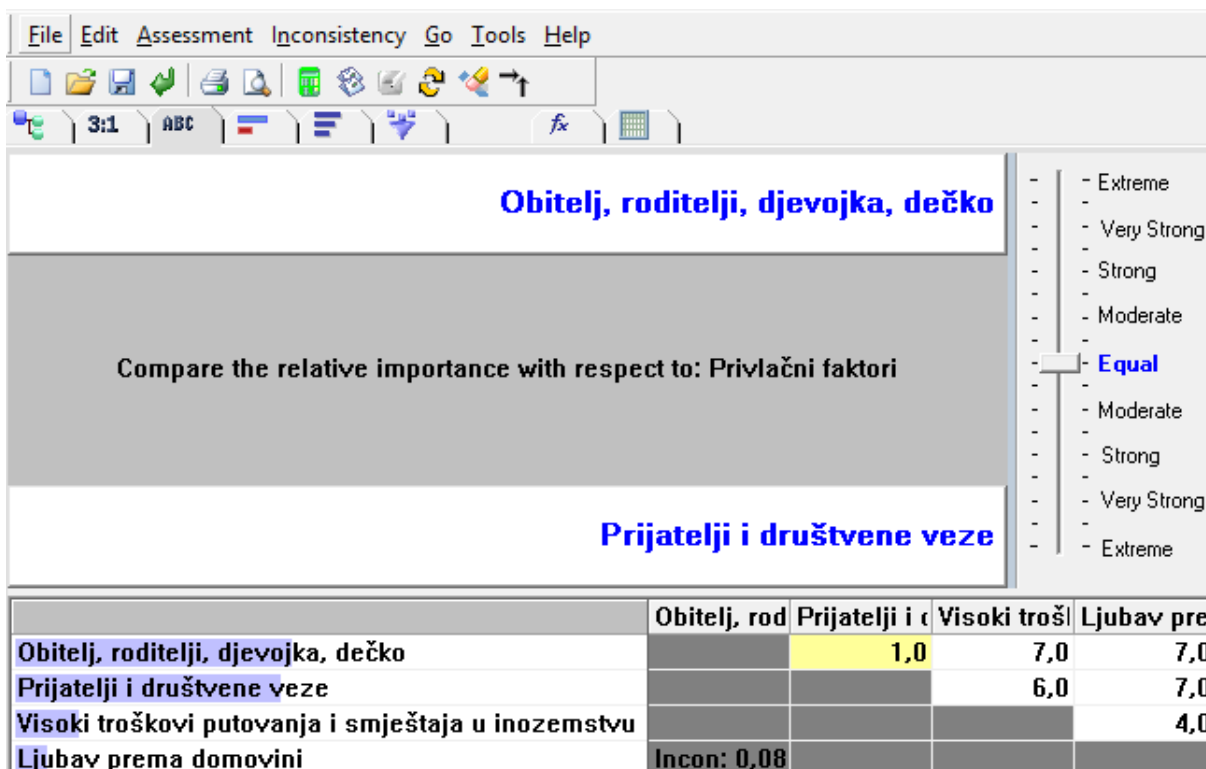 File Edit Assessment Inconsistency Go Tools Help
3:1 ABC fx
Obitelj, roditelji, djevojka, dečko
Compare the relative importance with respect to: Privlačni faktori
Prijatelji i društvene veze
Extreme
Very Strong
Strong
Moderate
Equal
Moderate
Strong
Very Strong
Extreme
Obitelj, rod Prijatelji i Visoki troš Ljubav pre
Obitelj, roditelji, djevojka, dečko 1,0 7,0 7,0
Prijatelji i društvene veze 6,0 7,0
Visoki troškovi putovanja i smještaja u inozemstvu 4,0
Ljubav prema domovini Incon: 0,08